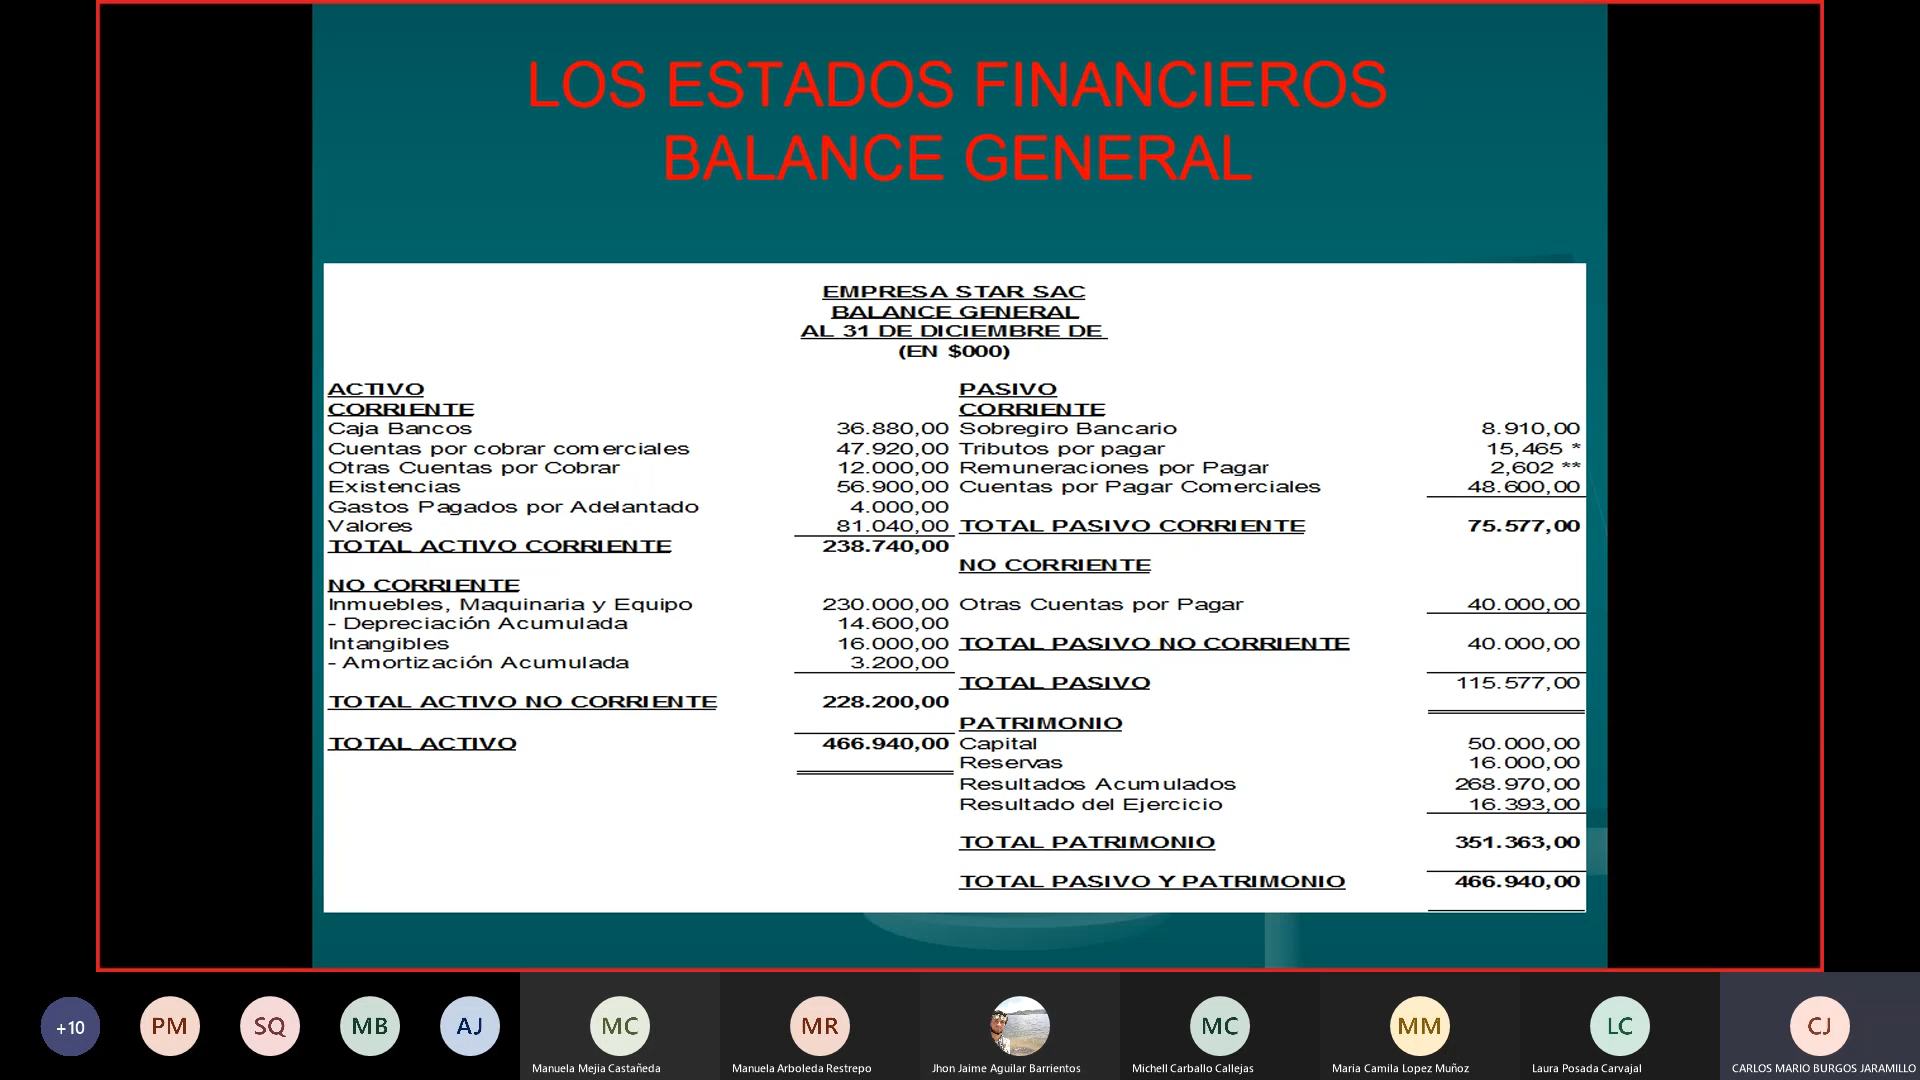 LOS ESTADOS FINANCIEROS
BALANCE GENERAL
EMPRESA STAR SAC
BALANCE GENERAL
AL 31 DE DICIEMBRE DE
(EN $000)
ACTIVO
CORRIENTE
Caja Bancos 36.880,00
Cuentas por cobrar comerciales 47.920,00
Otras Cuentas por Cobrar 12.000,00
Existencias 56.900,00
Gastos Pagados por Adelantado 4.000,00
Valores 81.040,00
TOTAL ACTIVO CORRIENTE 238.740,00
NO CORRIENTE
Inmuebles, Maquinaria y Equipo 230.000,00
- Depreciación Acumulada 14.600,00
Intangibles 16.000,00
- Amortización Acumulada 3.200,00
TOTAL ACTIVO NO CORRIENTE 228.200,00
TOTAL ACTIVO 466.940,00
PASIVO
CORRIENTE
Sobregiro Bancario 8.910,00
Tributos por pagar 15,465 *
Remuneraciones por Pagar 2,602 **
Cuentas por Pagar Comerciales 48.600,00
TOTAL PASIVO CORRIENTE 75.577,00
NO CORRIENTE
Otras Cuentas por Pagar 40.000,00
TOTAL PASIVO NO CORRIENTE 40.000,00
TOTAL PASIVO 115.577,00
PATRIMONIO
Capital 50.000,00
Reservas 16.000,00
Resultados Acumulados 268.970,00
Resultado del Ejercicio 16.393,00
TOTAL PATRIMONIO 351.363,00
TOTAL PASIVO Y PATRIMONIO 466.940,00
+10 PM SQ MB AJ MC MR MC MM LC CJ
Manuela Mejia Castañeda Manuela Arboleda Restrepo Jhon Jaime Aguilar Barrientos Michell Carballo Callejas Maria Camila Lopez Muñoz Laura Posada Carvajal CARLOS MARIO BURGOS JARAMILLO